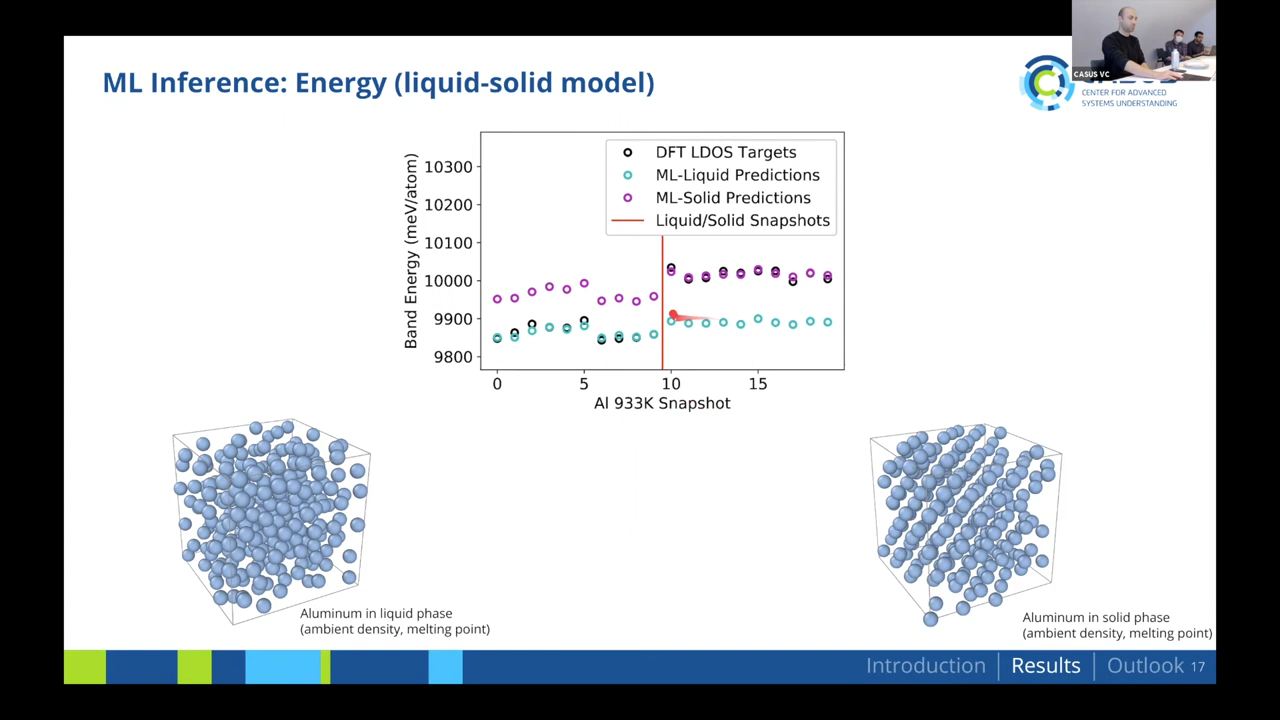 ML Inference: Energy (liquid-solid model)
CASUS VC
CENTER FOR ADVANCED
SYSTEMS UNDERSTANDING
DFT LDOS Targets
ML-Liquid Predictions
ML-Solid Predictions
Liquid/Solid Snapshots
Band Energy (meV/atom)
10300
10200
10100
10000
9900
9800
0 5 10 15
Al 933K Snapshot
Aluminum in liquid phase
(ambient density, melting point)
Aluminum in solid phase
(ambient density, melting point)
Introduction | Results | Outlook 17